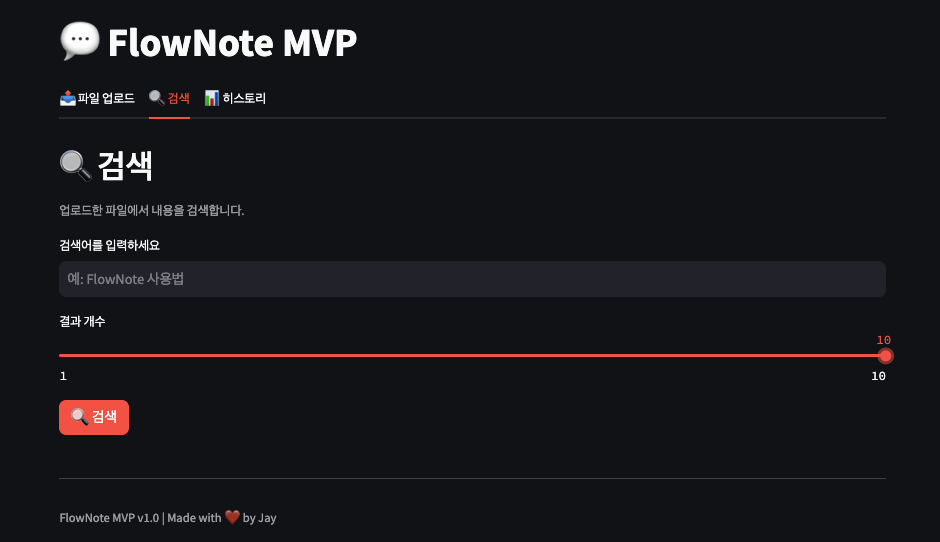 💬 FlowNote MVP
📤 파일 업로드 🔍 검색 📊 히스토리
🔍 검색
업로드한 파일에서 내용을 검색합니다.
검색어를 입력하세요
예: FlowNote 사용법
결과 개수
10
1 10
🔍 검색
FlowNote MVP v1.0 | Made with ❤️ by Jay